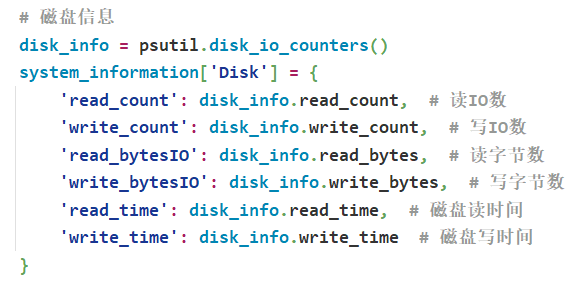 # 磁盘信息
disk_info = psutil.disk_io_counters()
system_information['Disk'] = {
    'read_count': disk_info.read_count,  # 读IO数
    'write_count': disk_info.write_count,  # 写IO数
    'read_bytesIO': disk_info.read_bytes,  # 读字节数
    'write_bytesIO': disk_info.write_bytes,  # 写字节数
    'read_time': disk_info.read_time,  # 磁盘读时间
    'write_time': disk_info.write_time  # 磁盘写时间
}